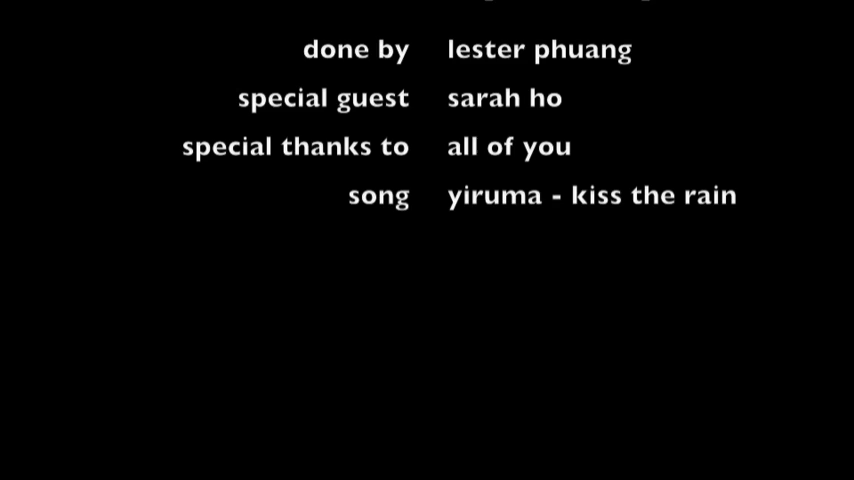 done by lester phuang
special guest sarah ho
special thanks to all of you
song yiruma - kiss the rain